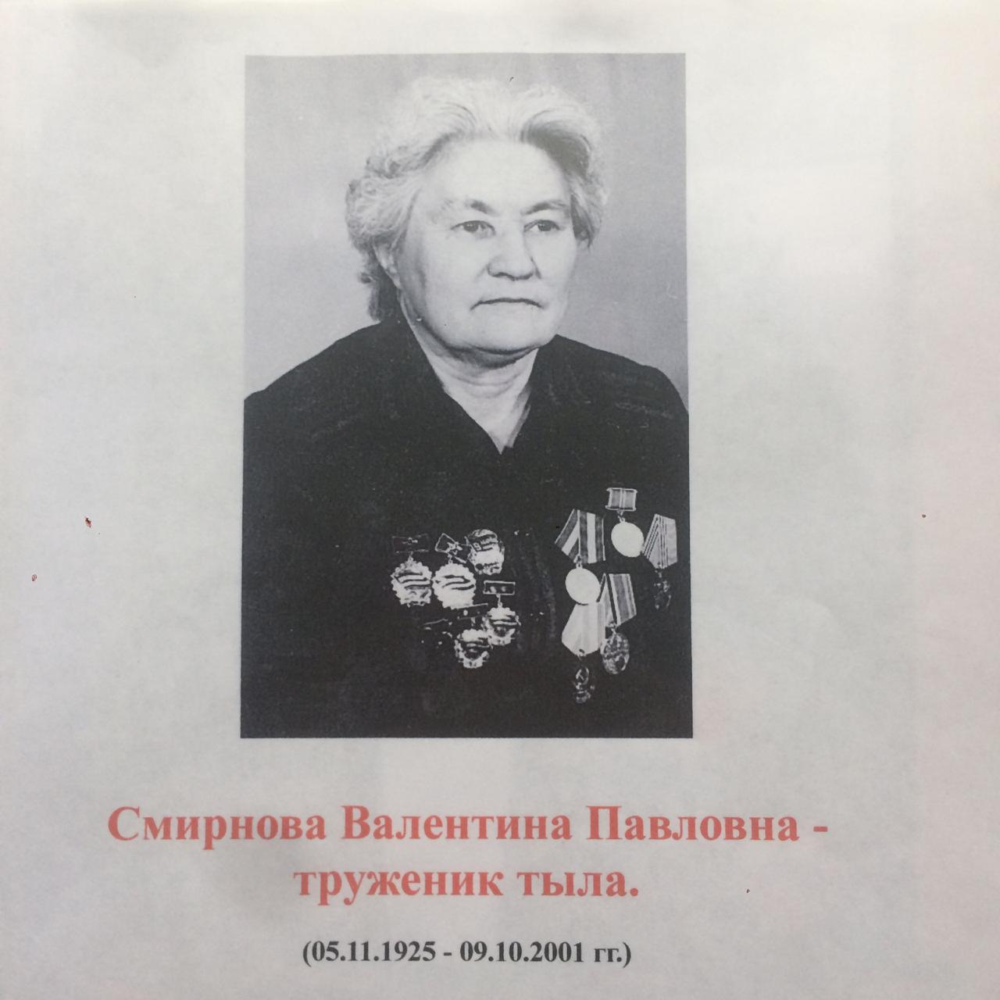 Смирнова Валентина Павловна -
труженик тыла.
(05.11.1925 - 09.10.2001 гг.)